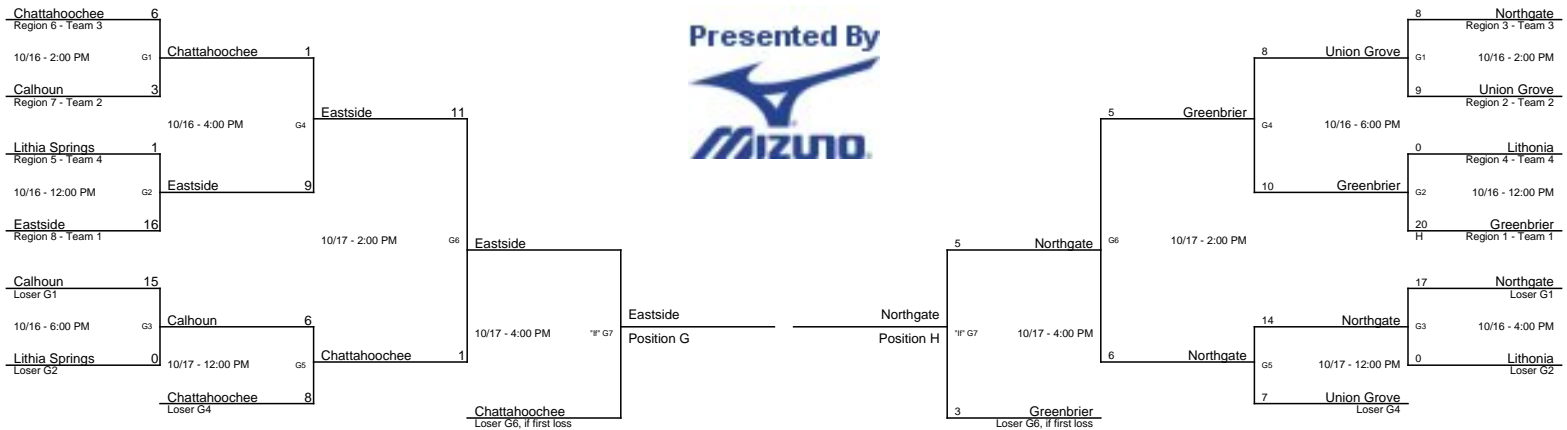 Presented By
MIZUNO
Chattahoochee 6
Region 6 - Team 3
10/16 - 2:00 PM G1
Calhoun 3
Region 7 - Team 2
Chattahoochee 1
10/16 - 4:00 PM G4
Lithia Springs 1
Region 5 - Team 4
10/16 - 12:00 PM G2
Eastside 16
Region 8 - Team 1
Eastside 9
Eastside 11
10/17 - 2:00 PM G6
Calhoun 15
Loser G1
10/16 - 6:00 PM G3
Lithia Springs 0
Loser G2
Calhoun 6
10/17 - 12:00 PM G5
Chattahoochee 8
Loser G4
Chattahoochee 1
Eastside
10/17 - 4:00 PM "If" G7
Chattahoochee
Loser G6, if first loss
Eastside
Position G
Northgate
Position H
5 Northgate
"If" G7 10/17 - 4:00 PM
3 Greenbrier
Loser G6, if first loss
5 Greenbrier
G6 10/17 - 2:00 PM
6 Northgate
8 Union Grove
G4 10/16 - 6:00 PM
10 Greenbrier
14 Northgate
G5 10/17 - 12:00 PM
7 Union Grove
Loser G4
8 Northgate
Region 3 - Team 3
G1 10/16 - 2:00 PM
9 Union Grove
Region 2 - Team 2
0 Lithonia
Region 4 - Team 4
G2 10/16 - 12:00 PM
20 Greenbrier
H Region 1 - Team 1
17 Northgate
Loser G1
G3 10/16 - 4:00 PM
0 Lithonia
Loser G2